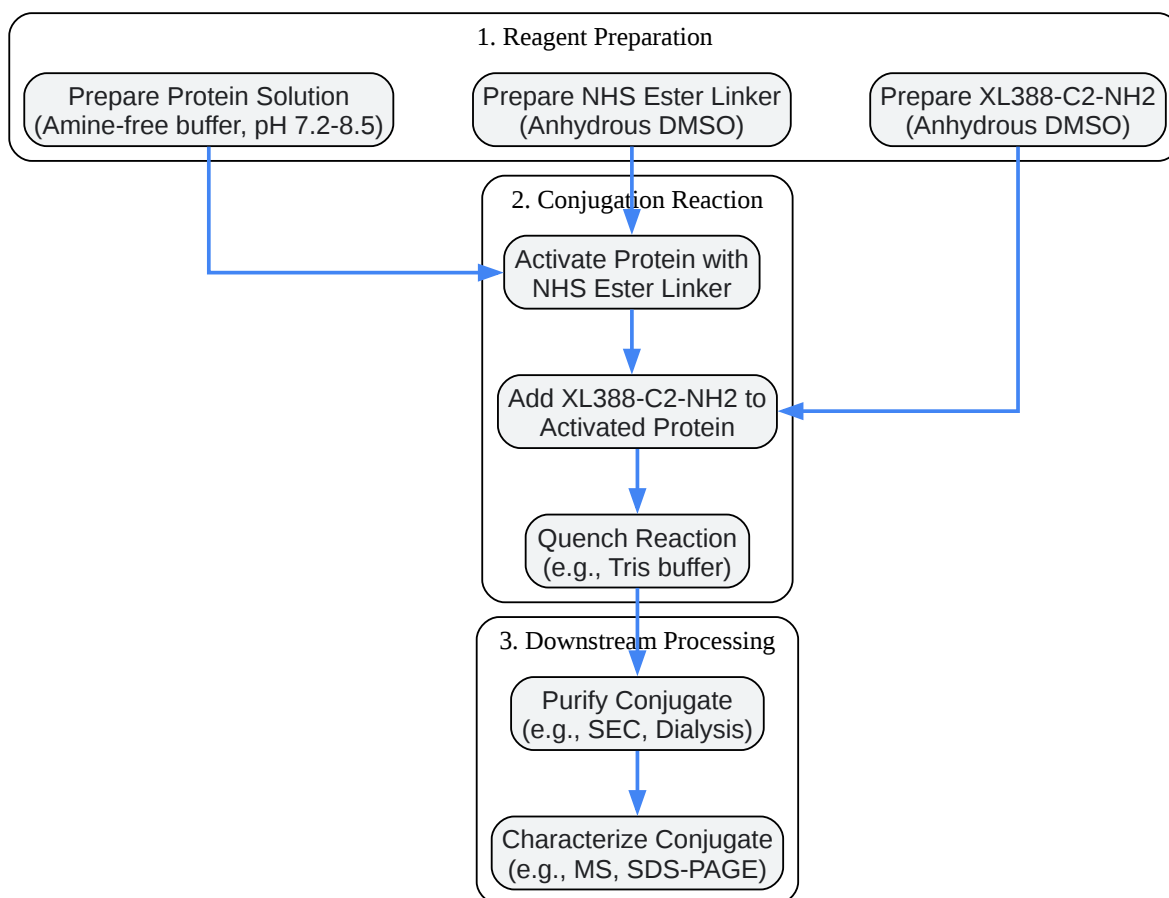 1. Reagent Preparation
Prepare Protein Solution
(Amine-free buffer, pH 7.2-8.5)
Prepare NHS Ester Linker
(Anhydrous DMSO)
Prepare XL388-C2-NH2
(Anhydrous DMSO)
2. Conjugation Reaction
Activate Protein with
NHS Ester Linker
Add XL388-C2-NH2 to
Activated Protein
Quench Reaction
(e.g., Tris buffer)
3. Downstream Processing
Purify Conjugate
(e.g., SEC, Dialysis)
Characterize Conjugate
(e.g., MS, SDS-PAGE)